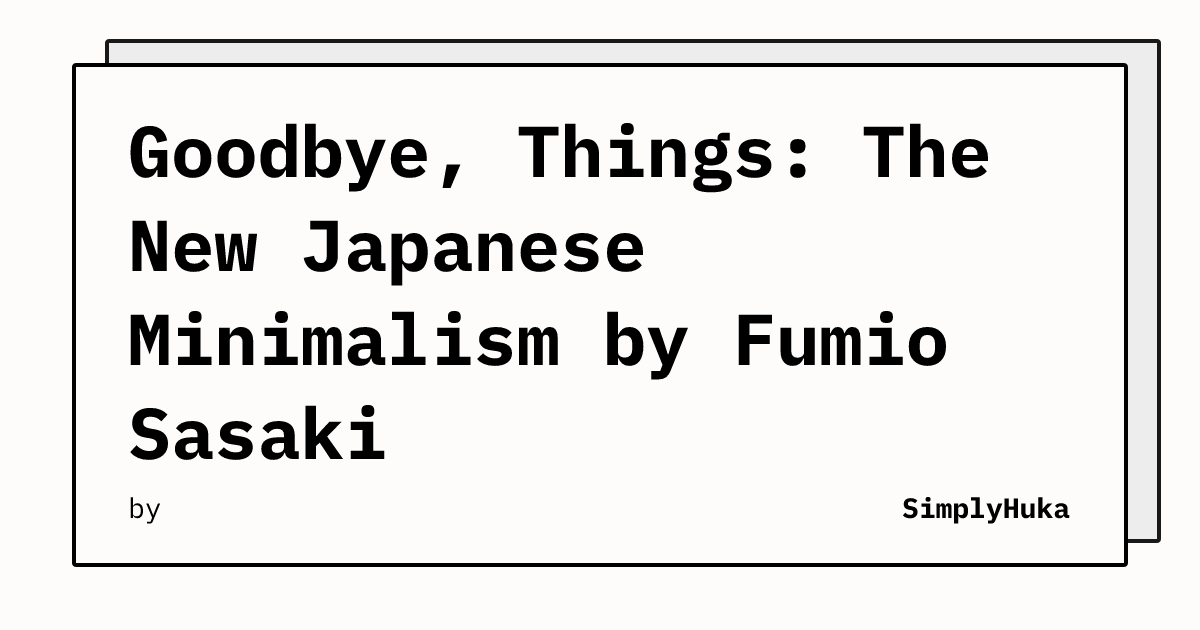 Goodbye, Things: The
New Japanese
Minimalism by Fumio
Sasaki
by
SimplyHuka